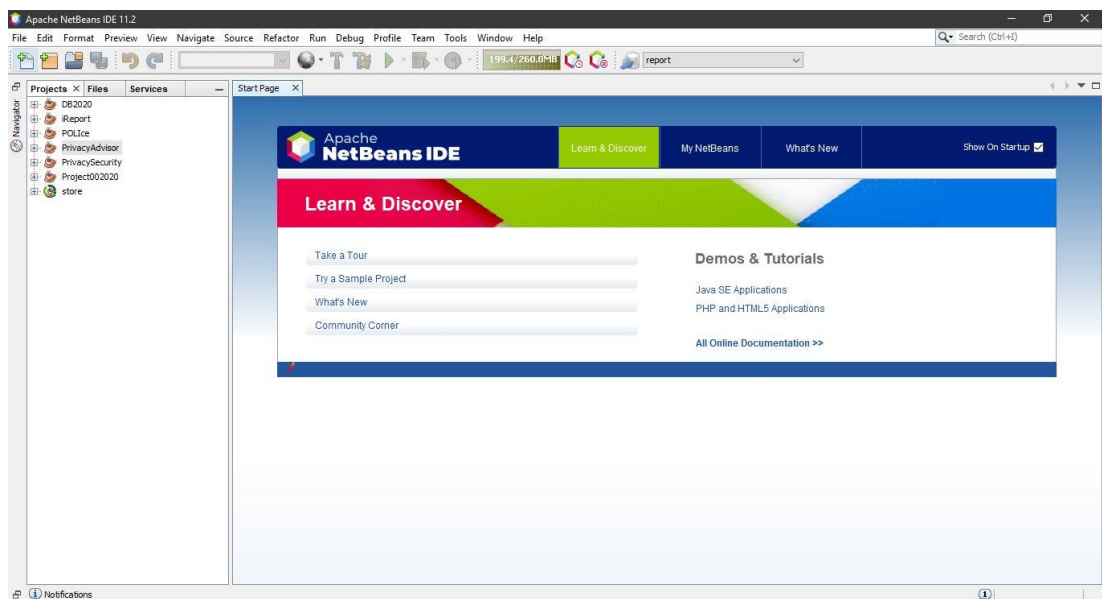 Apache NetBeans IDE 11.2
File Edit Format Preview View Navigate Source Refactor Run Debug Profile Team Tools Window Help
Search (Ctrl+I)
199.4/260.0MB
report
Projects Files Services
Start Page
Navigator
DB2020
iReport
POLIce
PrivacyAdvisor
PrivacySecurity
Project002020
store
Apache
NetBeans IDE
Learn & Discover
My NetBeans
What's New
Show On Startup
Learn & Discover
Take a Tour
Try a Sample Project
What's New
Community Corner
Demos & Tutorials
Java SE Applications
PHP and HTML5 Applications
All Online Documentation >>
Notifications
1